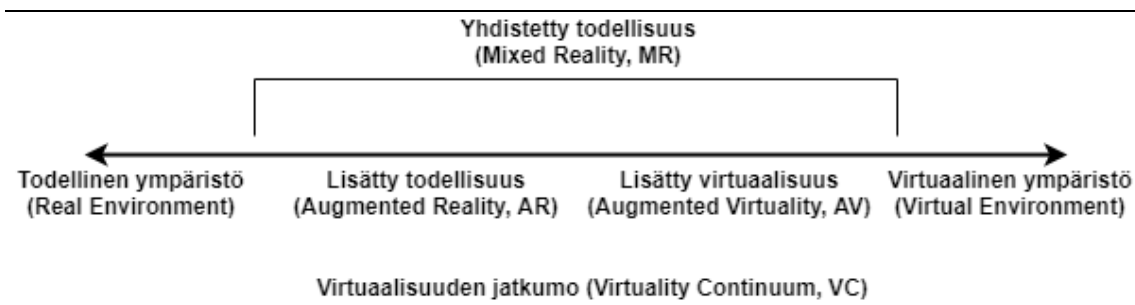 Yhdistetty todellisuus
(Mixed Reality, MR)
Todellinen ympäristö
(Real Environment)
Lisätty todellisuus
(Augmented Reality, AR)
Lisätty virtuaalisuus
(Augmented Virtuality, AV)
Virtuaalinen ympäristö
(Virtual Environment)
Virtuaalisuuden jatkumo (Virtuality Continuum, VC)